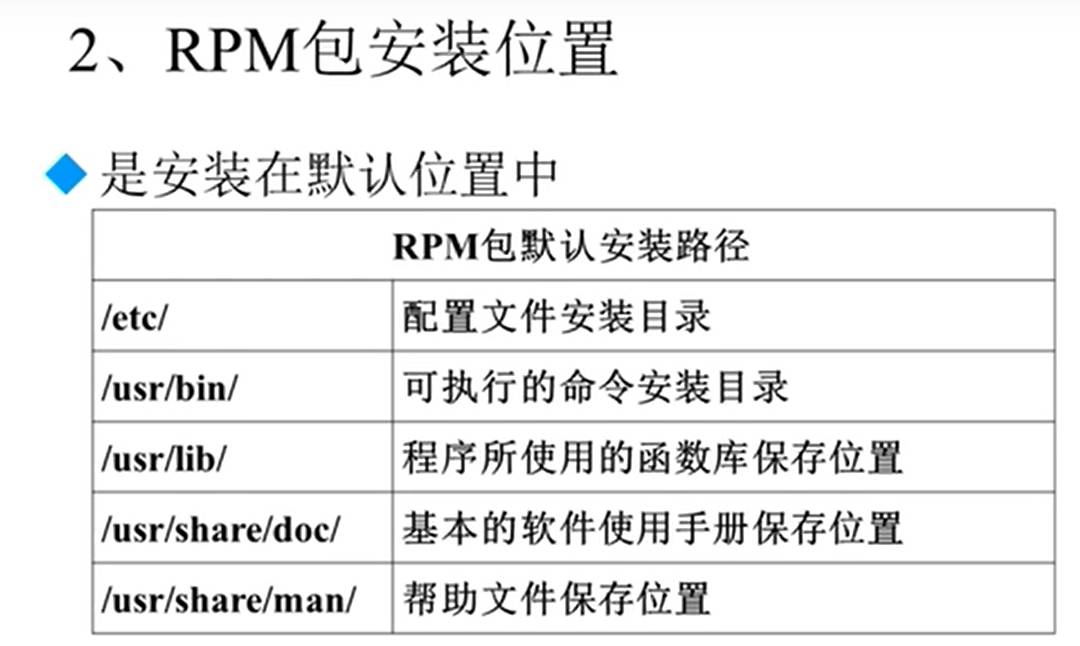 2、RPM包安装位置
是安装在默认位置中
RPM包默认安装路径
/etc/ 配置文件安装目录
/usr/bin/ 可执行的命令安装目录
/usr/lib/ 程序所使用的函数库保存位置
/usr/share/doc/ 基本的软件使用手册保存位置
/usr/share/man/ 帮助文件保存位置